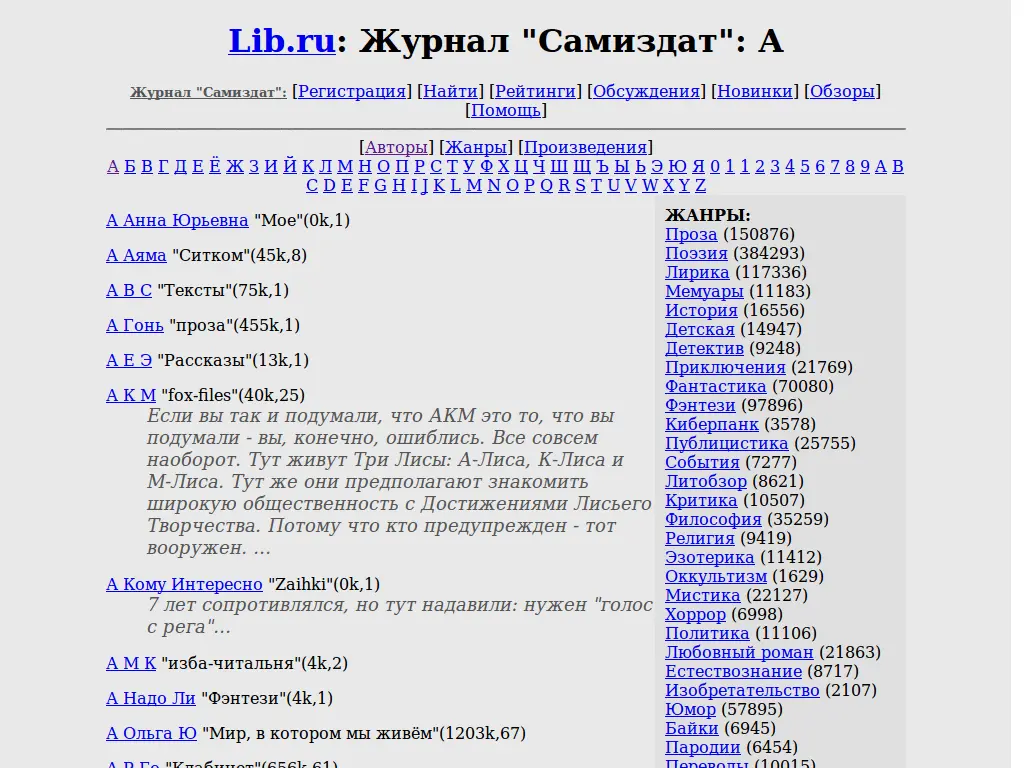 Lib.ru: Журнал "Самиздат": А
Журнал "Самиздат": [Регистрация] [Найти] [Рейтинги] [Обсуждения] [Новинки] [Обзоры]
[Помощь]
[Авторы] [Жанры] [Произведения]
А Б В Г Д Е Ё Ж З И Й К Л М Н О П Р С Т У Ф Х Ц Ч Ш Щ Ъ Ы Ь Э Ю Я 0 1 1 2 3 4 5 6 7 8 9 A B
C D E F G H I J K L M N O P Q R S T U V W X Y Z
А Анна Юрьевна "Мое"(0k,1)
А Аяма "Ситком"(45k,8)
А В С "Тексты"(75k,1)
А Гонь "проза"(455k,1)
А Е Э "Рассказы"(13k,1)
А К М "fox-files"(40k,25)
Если вы так и подумали, что АКМ это то, что вы
подумали - вы, конечно, ошиблись. Все совсем
наоборот. Тут живут Три Лисы: А-Лиса, К-Лиса и
М-Лиса. Тут же они предполагают знакомить
широкую общественность с Достижениями Лисьего
Творчества. Потому что кто предупрежден - тот
вооружен. ...
А Кому Интересно "Zaihki"(0k,1)
7 лет сопротивлялся, но тут надавили: нужен "голос
с рега"...
А М К "изба-читальня"(4k,2)
А Надо Ли "Фэнтези"(4k,1)
А Ольга Ю "Мир, в котором мы живём"(1203k,67)
А Р Го "Клабинет"(656k,61)
ЖАНРЫ:
Проза (150876)
Поэзия (384293)
Лирика (117336)
Мемуары (11183)
История (16556)
Детская (14947)
Детектив (9248)
Приключения (21769)
Фантастика (70080)
Фэнтези (97896)
Киберпанк (3578)
Публицистика (25755)
События (7277)
Литобзор (8621)
Критика (10507)
Философия (35259)
Религия (9419)
Эзотерика (11412)
Оккультизм (1629)
Мистика (22127)
Хоррор (6998)
Политика (11106)
Любовный роман (21863)
Естествознание (8717)
Изобретательство (2107)
Юмор (57895)
Байки (6945)
Пародии (6454)
Переводы (10015)